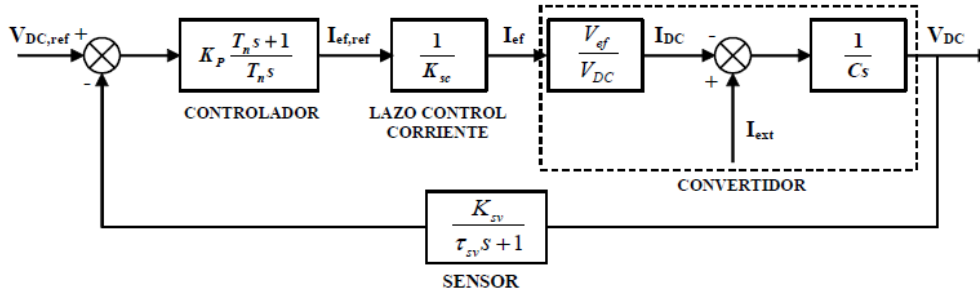 V_DC,ref +
-
K_P (T_n s + 1) / (T_n s)
CONTROLADOR
I_ef,ref
1 / K_sc
LAZO CONTROL
CORRIENTE
I_ef
V_ef / V_DC
I_DC
-
+
I_ext
1 / Cs
V_DC
CONVERTIDOR
K_sv / (τ_sv s + 1)
SENSOR